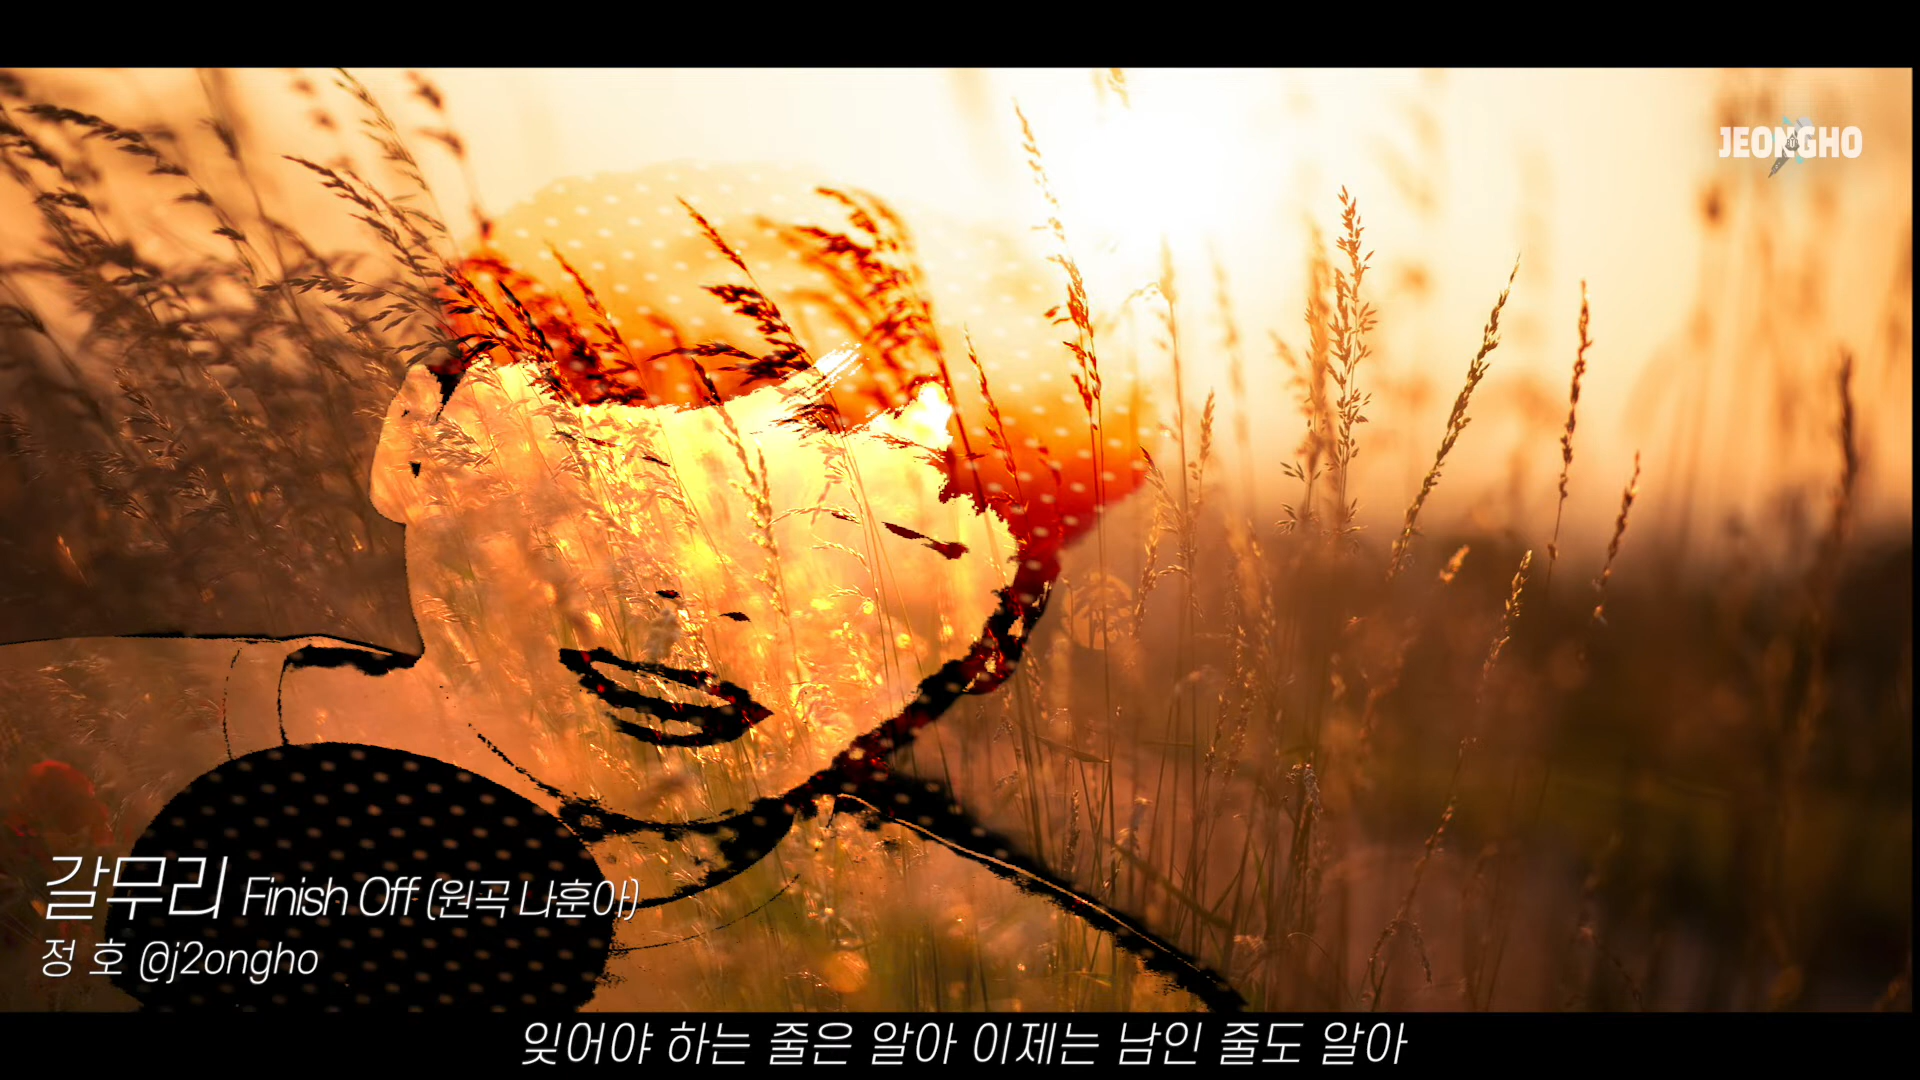 JEONGHO
갈무리 Finish Off (원곡 나훈아)
정 호 @j2ongho
잊어야 하는 줄은 알아 이제는 남인 줄도 알아